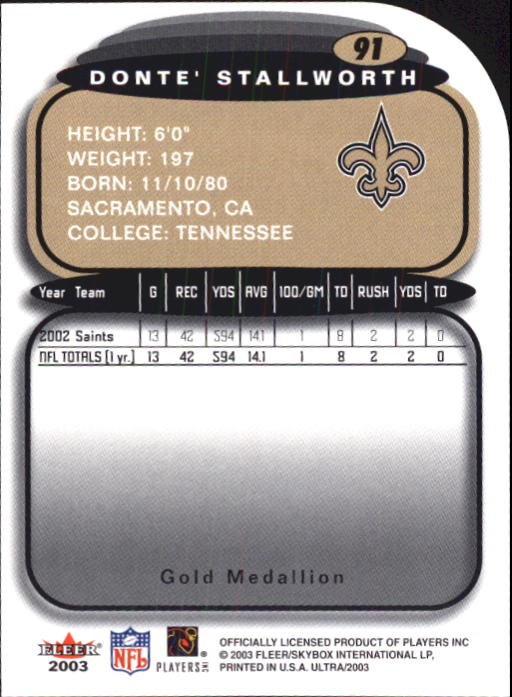 91
DONTE' STALLWORTH
HEIGHT: 6'0"
WEIGHT: 197
BORN: 11/10/80
SACRAMENTO, CA
COLLEGE: TENNESSEE
Year Team G REC YDS AVG 100/GM TD RUSH YDS TD
2002 Saints 13 42 594 14.1 1 8 2 2 0
NFL TOTALS [1 yr.] 13 42 594 14.1 1 8 2 2 0
Gold Medallion
FLEER
2003
NFL
PLAYERS INC
OFFICIALLY LICENSED PRODUCT OF PLAYERS INC
© 2003 FLEER/SKYBOX INTERNATIONAL LP,
PRINTED IN U.S.A. ULTRA/2003